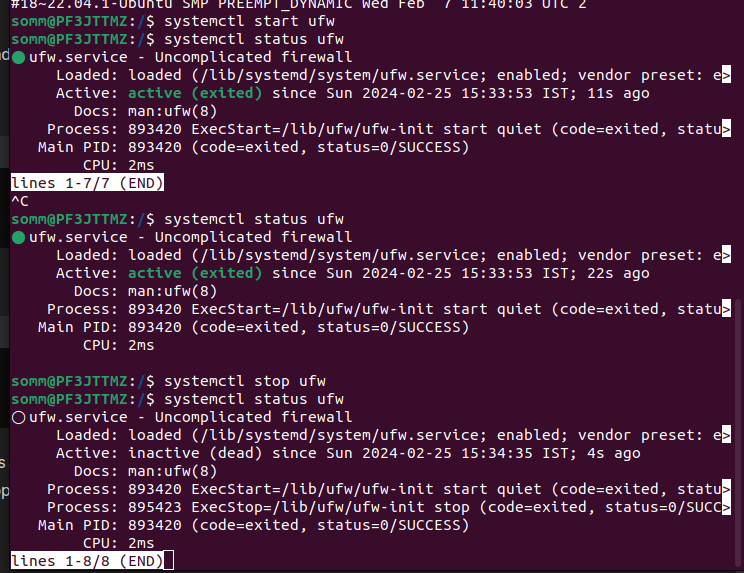 #18~22.04.1-Ubuntu SMP PREEMPT_DYNAMIC Wed Feb  7 11:40:03 UTC 2
somm@PF3JTTMZ:/$ systemctl start ufw
somm@PF3JTTMZ:/$ systemctl status ufw
● ufw.service - Uncomplicated firewall
     Loaded: loaded (/lib/systemd/system/ufw.service; enabled; vendor preset: e>
     Active: active (exited) since Sun 2024-02-25 15:33:53 IST; 11s ago
       Docs: man:ufw(8)
    Process: 893420 ExecStart=/lib/ufw/ufw-init start quiet (code=exited, statu>
   Main PID: 893420 (code=exited, status=0/SUCCESS)
        CPU: 2ms
lines 1-7/7 (END)
^C
somm@PF3JTTMZ:/$ systemctl status ufw
● ufw.service - Uncomplicated firewall
     Loaded: loaded (/lib/systemd/system/ufw.service; enabled; vendor preset: e>
     Active: active (exited) since Sun 2024-02-25 15:33:53 IST; 22s ago
       Docs: man:ufw(8)
    Process: 893420 ExecStart=/lib/ufw/ufw-init start quiet (code=exited, statu>
   Main PID: 893420 (code=exited, status=0/SUCCESS)
        CPU: 2ms
somm@PF3JTTMZ:/$ systemctl stop ufw
somm@PF3JTTMZ:/$ systemctl status ufw
○ ufw.service - Uncomplicated firewall
     Loaded: loaded (/lib/systemd/system/ufw.service; enabled; vendor preset: e>
     Active: inactive (dead) since Sun 2024-02-25 15:34:35 IST; 4s ago
       Docs: man:ufw(8)
    Process: 893420 ExecStart=/lib/ufw/ufw-init start quiet (code=exited, statu>
    Process: 895423 ExecStop=/lib/ufw/ufw-init stop (code=exited, status=0/SUCC>
   Main PID: 893420 (code=exited, status=0/SUCCESS)
        CPU: 2ms
lines 1-8/8 (END)